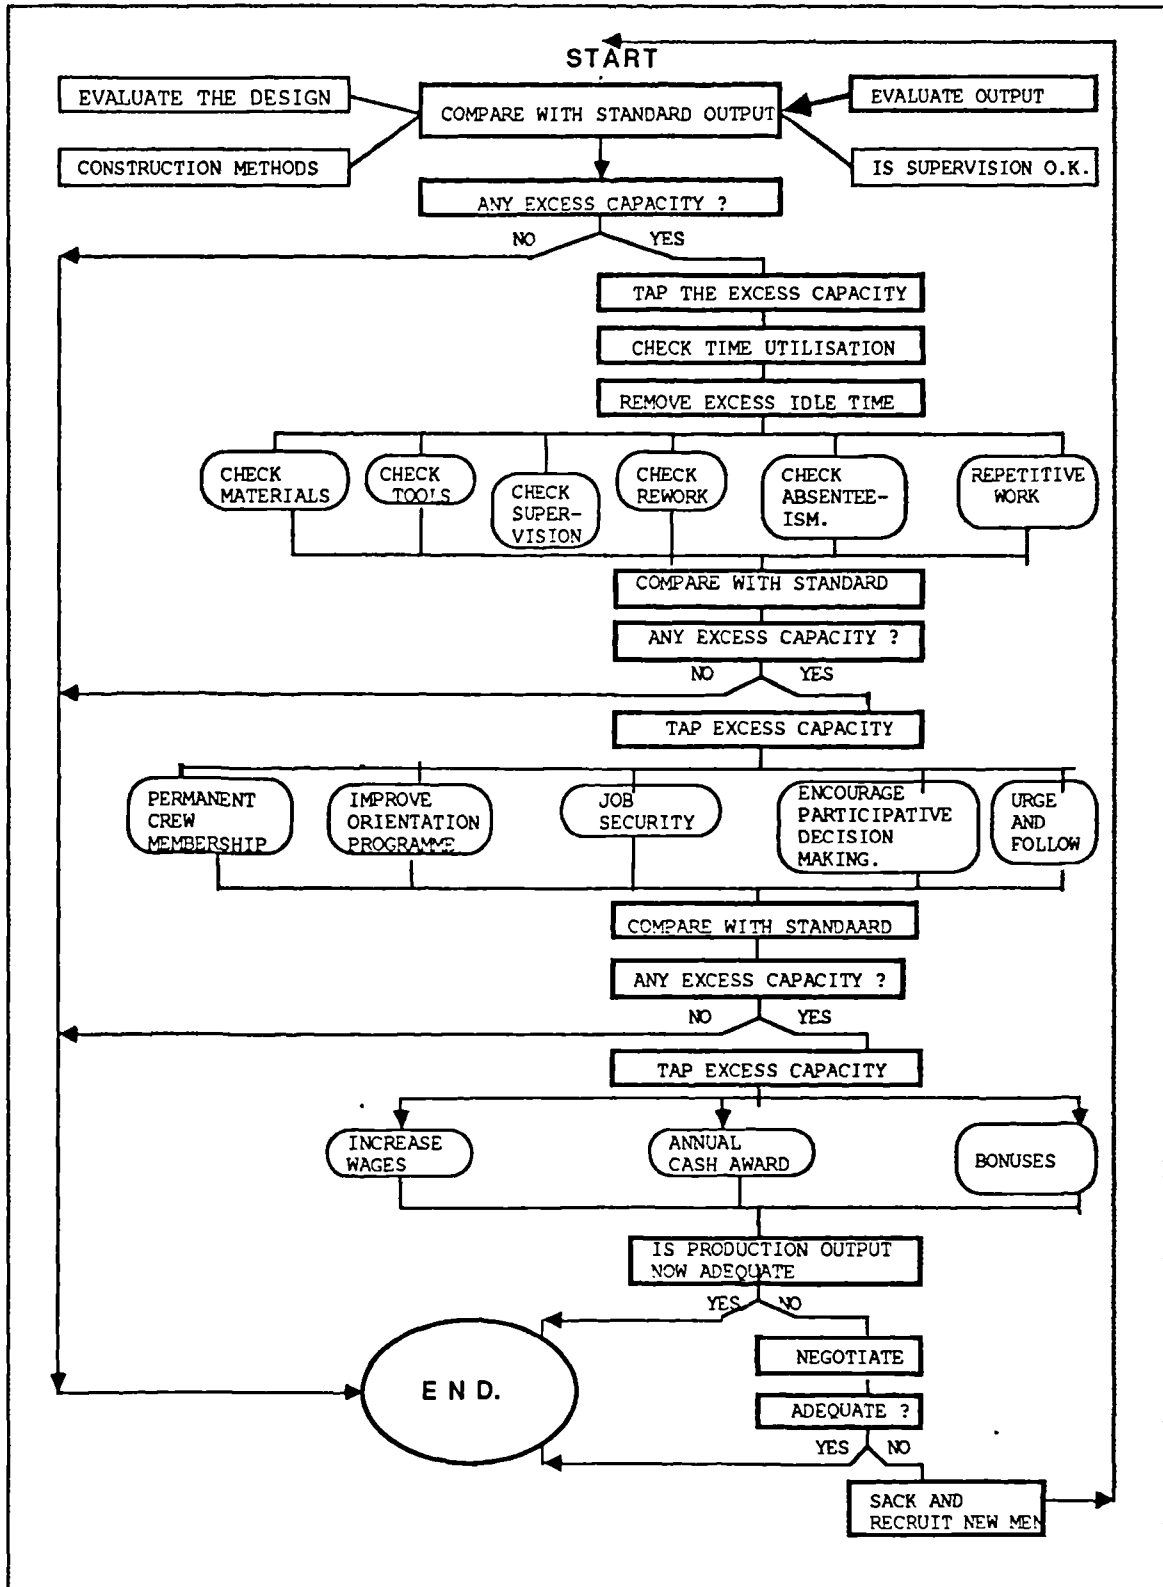 START
EVALUATE THE DESIGN
COMPARE WITH STANDARD OUTPUT
EVALUATE OUTPUT
CONSTRUCTION METHODS
IS SUPERVISION O.K.
ANY EXCESS CAPACITY ?
NO
YES
TAP THE EXCESS CAPACITY
CHECK TIME UTILISATION
REMOVE EXCESS IDLE TIME
CHECK
MATERIALS
CHECK
TOOLS
CHECK
SUPER-
VISION
CHECK
REWORK
CHECK
ABSENTEE-
ISM.
REPETITIVE
WORK
COMPARE WITH STANDARD
ANY EXCESS CAPACITY ?
NO
YES
TAP EXCESS CAPACITY
PERMANENT
CREW
MEMBERSHIP
IMPROVE
ORIENTATION
PROGRAMME
JOB
SECURITY
ENCOURAGE
PARTICIPATIVE
DECISION
MAKING.
URGE
AND
FOLLOW
COMPARE WITH STANDAARD
ANY EXCESS CAPACITY ?
NO
YES
TAP EXCESS CAPACITY
INCREASE
WAGES
ANNUAL
CASH AWARD
BONUSES
IS PRODUCTION OUTPUT
NOW ADEQUATE
YES
NO
NEGOTIATE
END.
ADEQUATE ?
YES
NO
SACK AND
RECRUIT NEW MEN